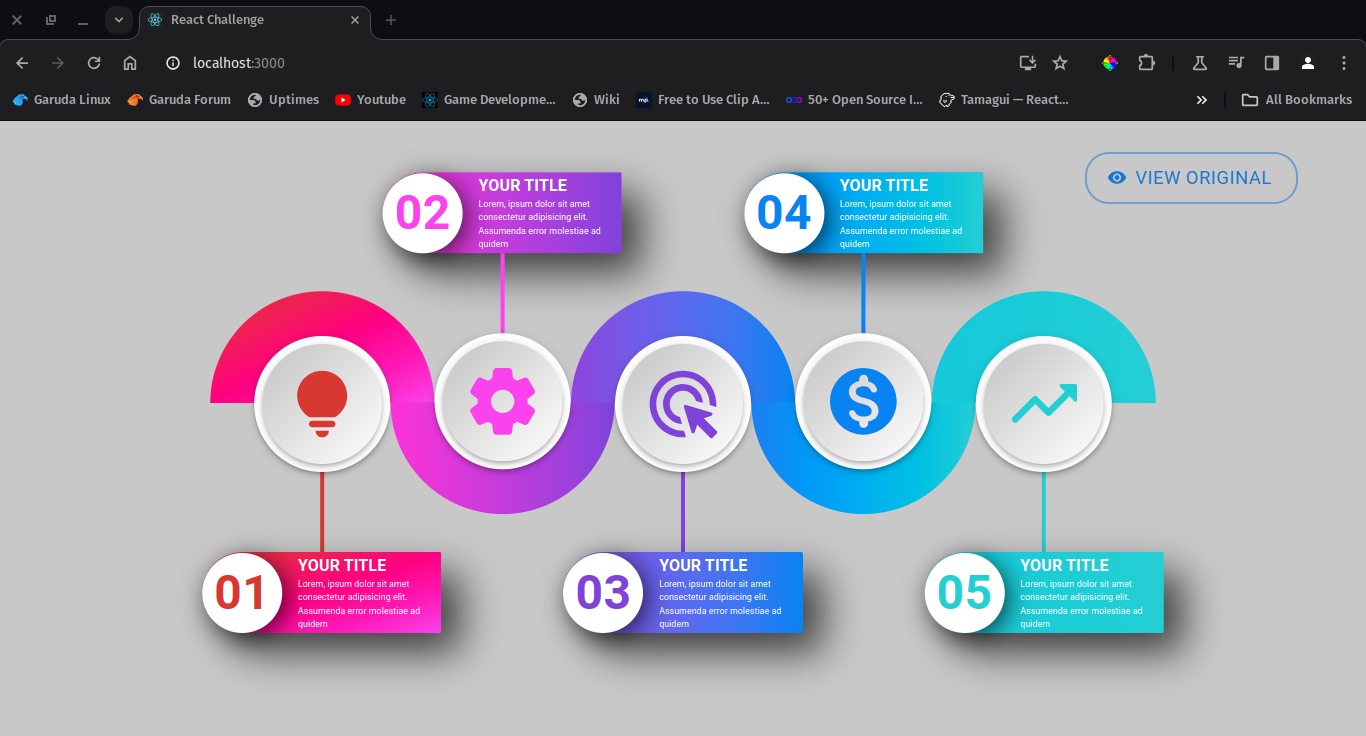 React Challenge
localhost:3000
Garuda Linux
Garuda Forum
Uptimes
Youtube
Game Developme...
Wiki
mp.
Free to Use Clip A...
50+ Open Source I...
Tamagui — React...
All Bookmarks
VIEW ORIGINAL
02
YOUR TITLE
Lorem, ipsum dolor sit amet
consectetur adipisicing elit.
Assumenda error molestiae ad
quidem
04
YOUR TITLE
Lorem, ipsum dolor sit amet
consectetur adipisicing elit.
Assumenda error molestiae ad
quidem
01
YOUR TITLE
Lorem, ipsum dolor sit amet
consectetur adipisicing elit.
Assumenda error molestiae ad
quidem
03
YOUR TITLE
Lorem, ipsum dolor sit amet
consectetur adipisicing elit.
Assumenda error molestiae ad
quidem
05
YOUR TITLE
Lorem, ipsum dolor sit amet
consectetur adipisicing elit.
Assumenda error molestiae ad
quidem